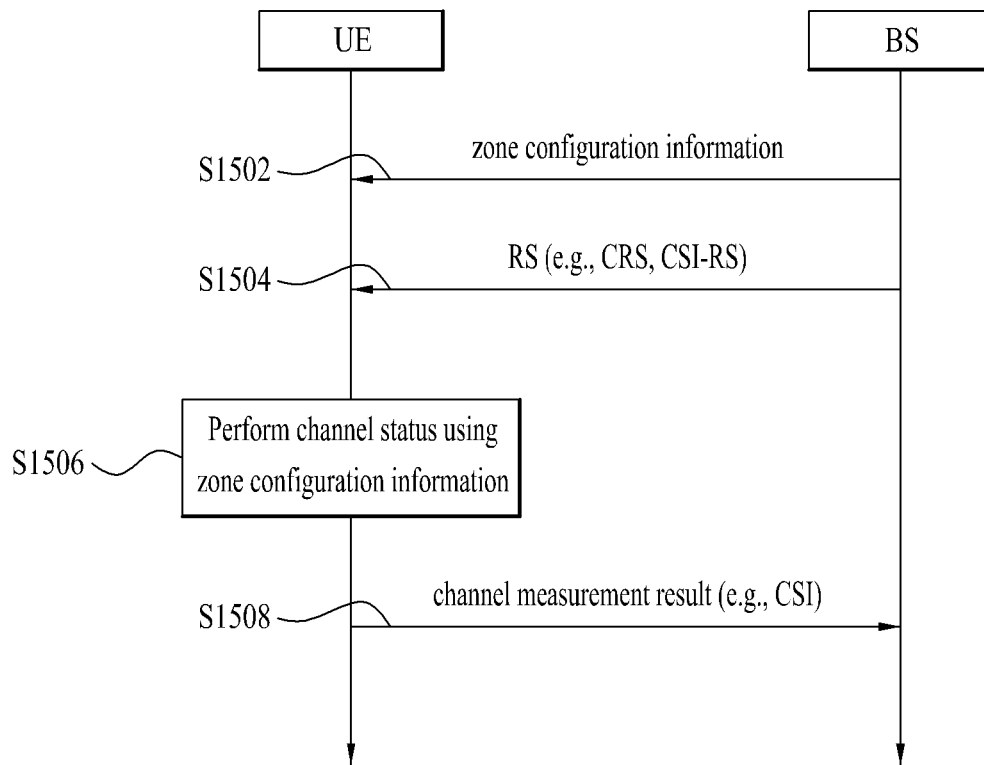 UE
BS
zone configuration information
S1502
RS (e.g., CRS, CSI-RS)
S1504
Perform channel status using
zone configuration information
S1506
channel measurement result (e.g., CSI)
S1508